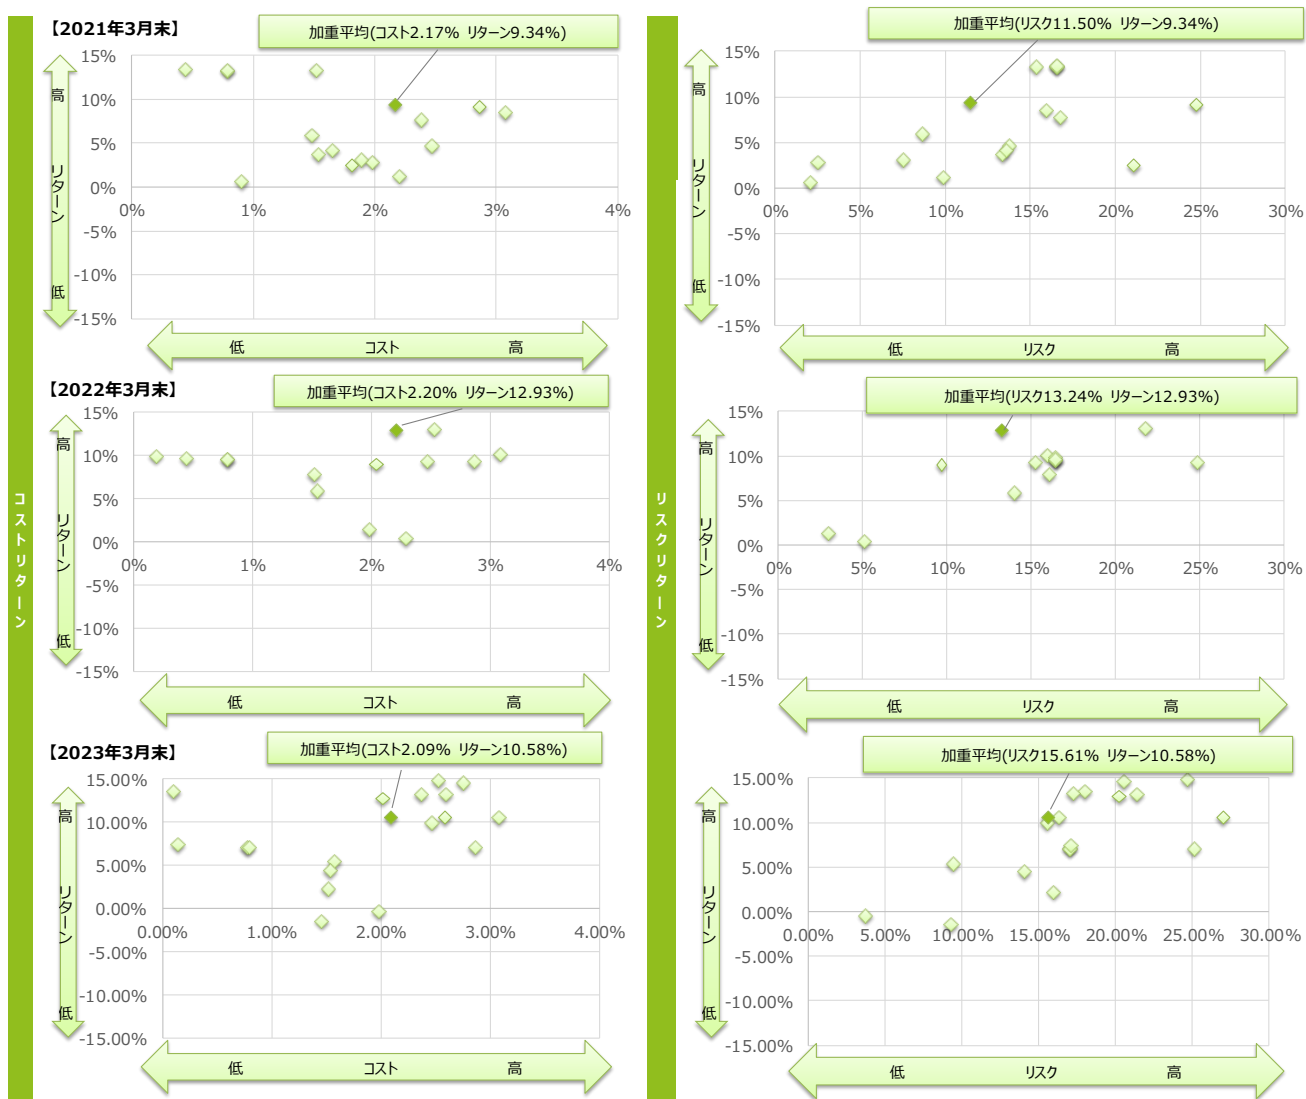 コストリターン
【2021年3月末】
加重平均(コスト2.17% リターン9.34%)
15%
10%
5%
0%
-5%
-10%
-15%
0%
1%
2%
3%
4%
高
リターン
低
低 コスト 高
リスクリターン
加重平均(リスク11.50% リターン9.34%)
15%
10%
5%
0%
-5%
-10%
-15%
0%
5%
10%
15%
20%
25%
30%
高
リターン
低
低 リスク 高
【2022年3月末】
加重平均(コスト2.20% リターン12.93%)
15%
10%
5%
0%
-5%
-10%
-15%
0%
1%
2%
3%
4%
高
リターン
低
低 コスト 高
加重平均(リスク13.24% リターン12.93%)
15%
10%
5%
0%
-5%
-10%
-15%
0%
5%
10%
15%
20%
25%
30%
高
リターン
低
低 リスク 高
【2023年3月末】
加重平均(コスト2.09% リターン10.58%)
15.00%
10.00%
5.00%
0.00%
-5.00%
-10.00%
-15.00%
0.00%
1.00%
2.00%
3.00%
4.00%
高
リターン
低
低 コスト 高
加重平均(リスク15.61% リターン10.58%)
15.00%
10.00%
5.00%
0.00%
-5.00%
-10.00%
-15.00%
0.00%
5.00%
10.00%
15.00%
20.00%
25.00%
30.00%
高
リターン
低
低 リスク 高